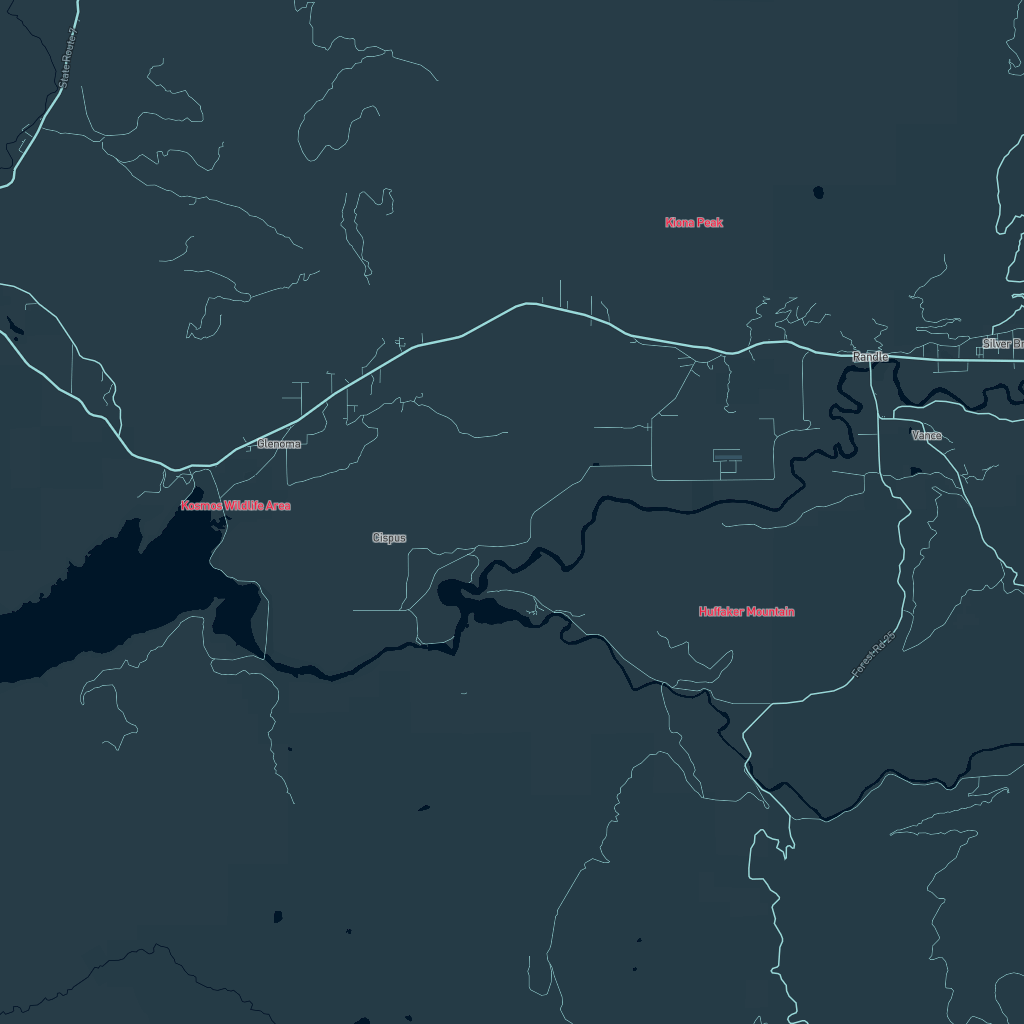 State Route 7
Kiona Peak
Silver Br
Randle
Vance
Glenoma
Kosmos Wildlife Area
Cispus
Huffaker Mountain
Forest Rd 25